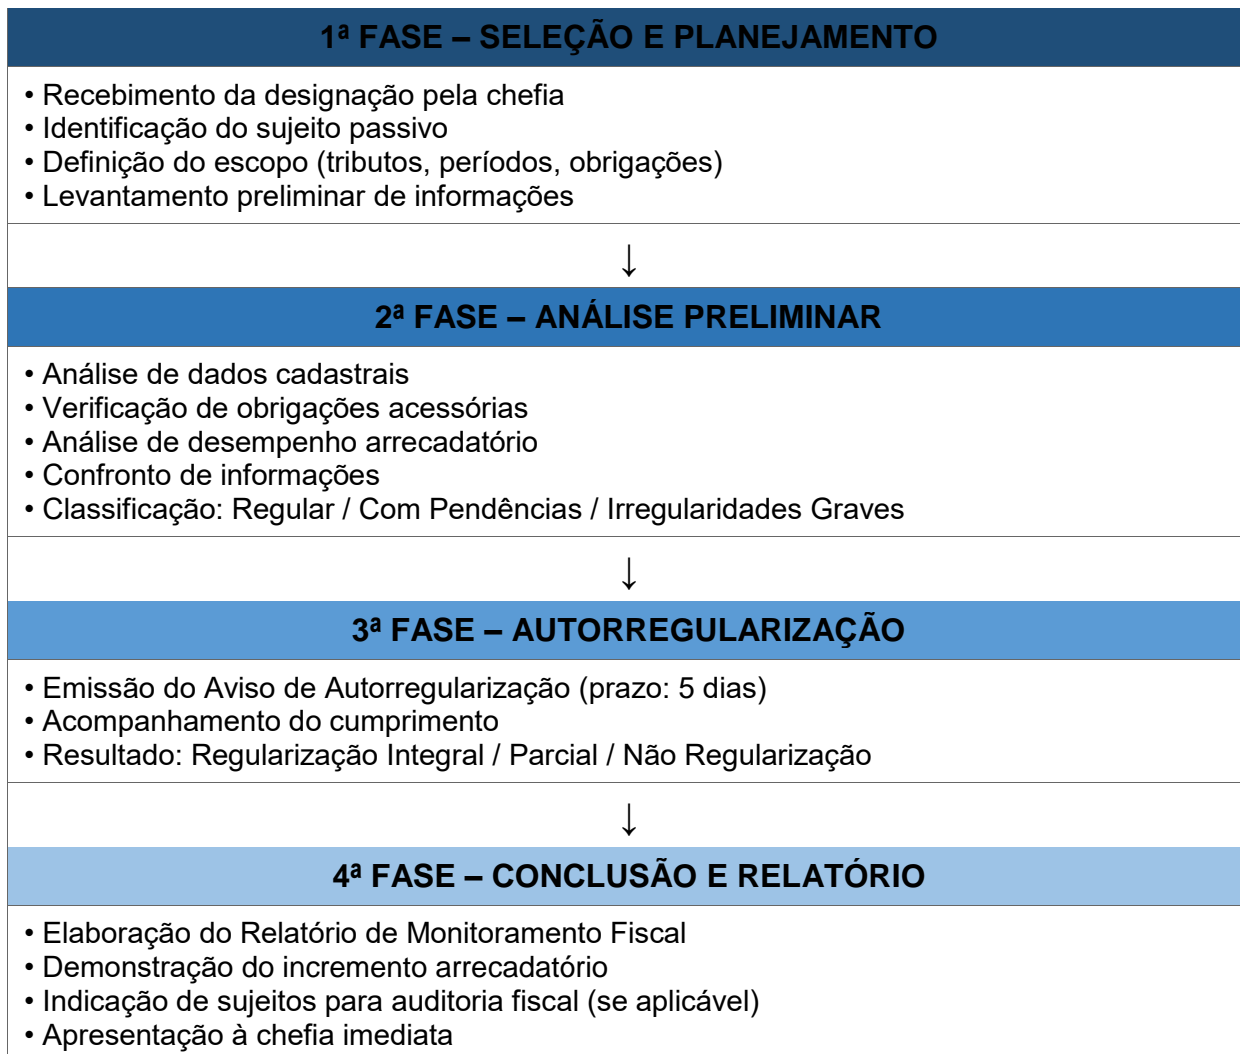 1ª FASE – SELEÇÃO E PLANEJAMENTO
• Recebimento da designação pela chefia
• Identificação do sujeito passivo
• Definição do escopo (tributos, períodos, obrigações)
• Levantamento preliminar de informações
↓
2ª FASE – ANÁLISE PRELIMINAR
• Análise de dados cadastrais
• Verificação de obrigações acessórias
• Análise de desempenho arrecadatório
• Confronto de informações
• Classificação: Regular / Com Pendências / Irregularidades Graves
↓
3ª FASE – AUTORREGULARIZAÇÃO
• Emissão do Aviso de Autorregularização (prazo: 5 dias)
• Acompanhamento do cumprimento
• Resultado: Regularização Integral / Parcial / Não Regularização
↓
4ª FASE – CONCLUSÃO E RELATÓRIO
• Elaboração do Relatório de Monitoramento Fiscal
• Demonstração do incremento arrecadatório
• Indicação de sujeitos para auditoria fiscal (se aplicável)
• Apresentação à chefia imediata